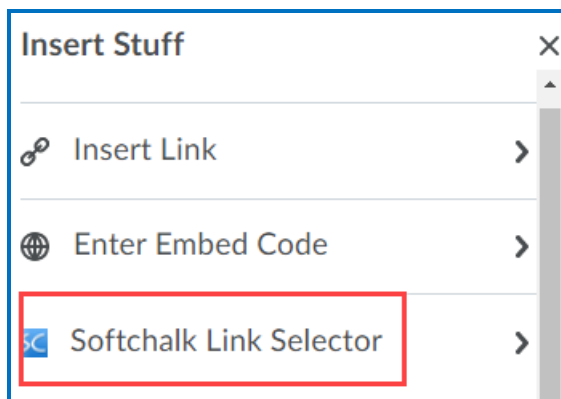 Insert Stuff
Insert Link
Enter Embed Code
SC Softchalk Link Selector